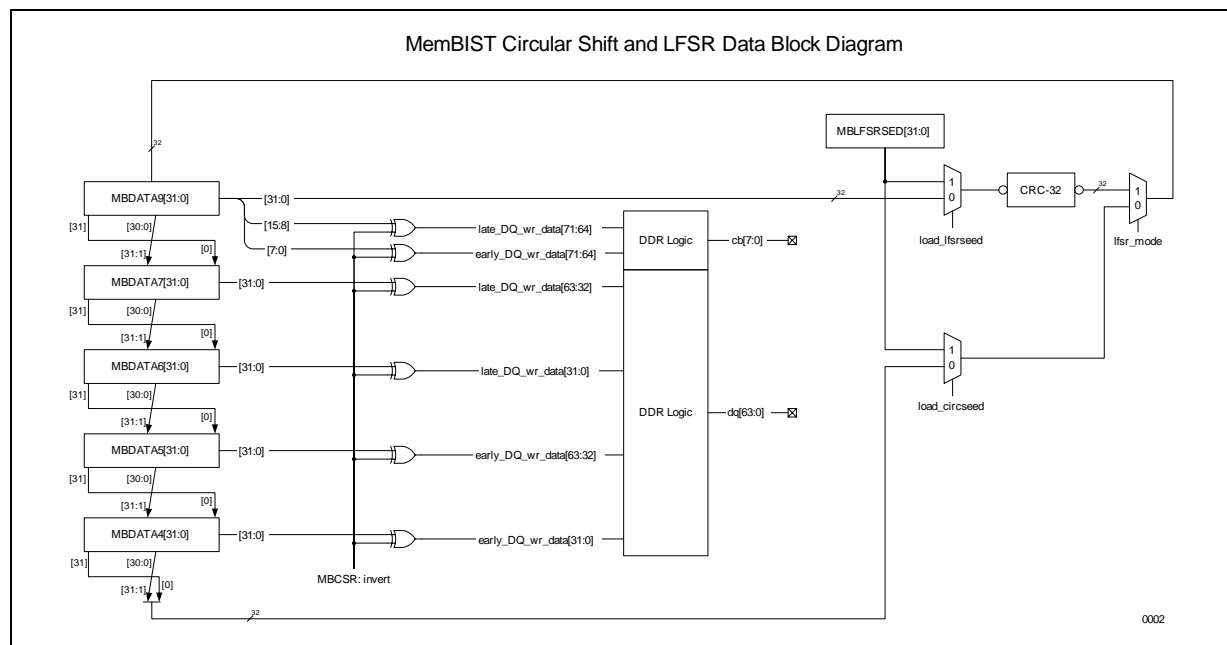 MemBIST Circular Shift and LFSR Data Block Diagram
32
MBLFSRSED[31:0]
MBDATA9[31:0]
[31:0]
32
1
0
CRC-32
32
1
0
[31]
[30:0]
[15:8]
late_DQ_wr_data[71:64]
DDR Logic
cb[7:0]
load_lfsrseed
lfsr_mode
[31:1]
[0]
[7:0]
early_DQ_wr_data[71:64]
MBDATA7[31:0]
[31:0]
late_DQ_wr_data[63:32]
[31]
[30:0]
[31:1]
[0]
MBDATA6[31:0]
[31:0]
late_DQ_wr_data[31:0]
1
0
[31]
[30:0]
DDR Logic
dq[63:0]
load_circseed
[31:1]
[0]
MBDATA5[31:0]
[31:0]
early_DQ_wr_data[63:32]
[31]
[30:0]
[31:1]
[0]
MBDATA4[31:0]
[31:0]
early_DQ_wr_data[31:0]
[31]
[30:0]
MBCSR: invert
[31:1]
[0]
32
0002